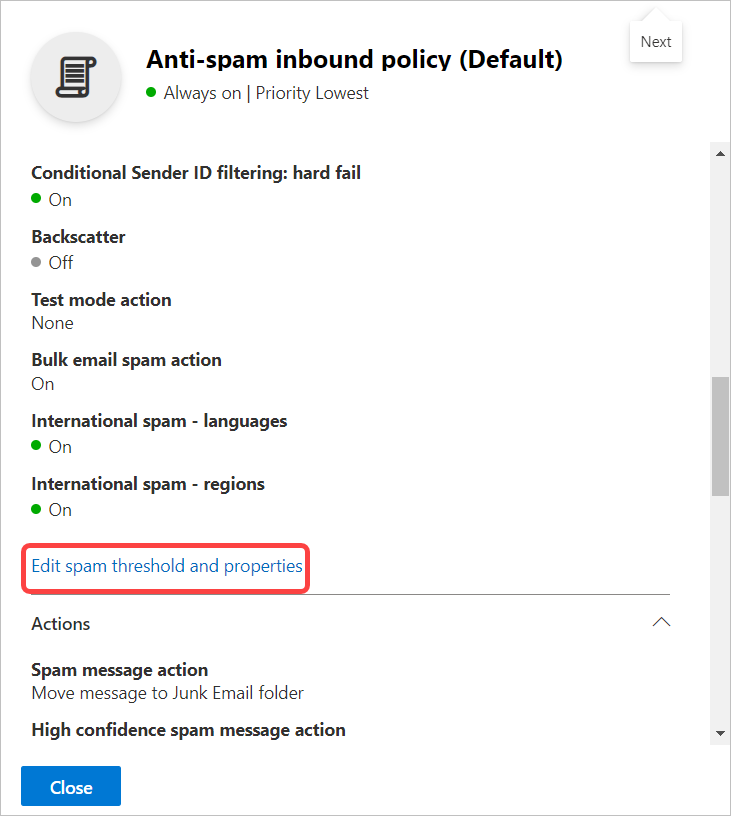 Next
Anti-spam inbound policy (Default)
Always on | Priority Lowest
Conditional Sender ID filtering: hard fail
On
Backscatter
Off
Test mode action
None
Bulk email spam action
On
International spam - languages
On
International spam - regions
On
Edit spam threshold and properties
Actions
Spam message action
Move message to Junk Email folder
High confidence spam message action
Close